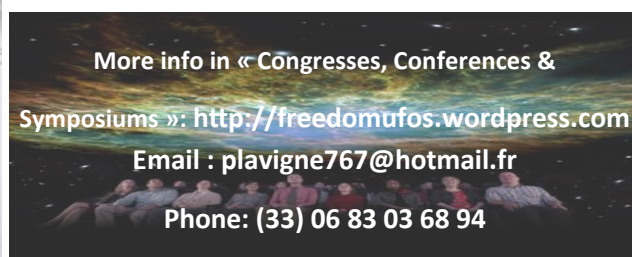 More info in « Congresses, Conferences &
Symposiums »: http://freedomufos.wordpress.com
Email : plavigne767@hotmail.fr
Phone: (33) 06 83 03 68 94